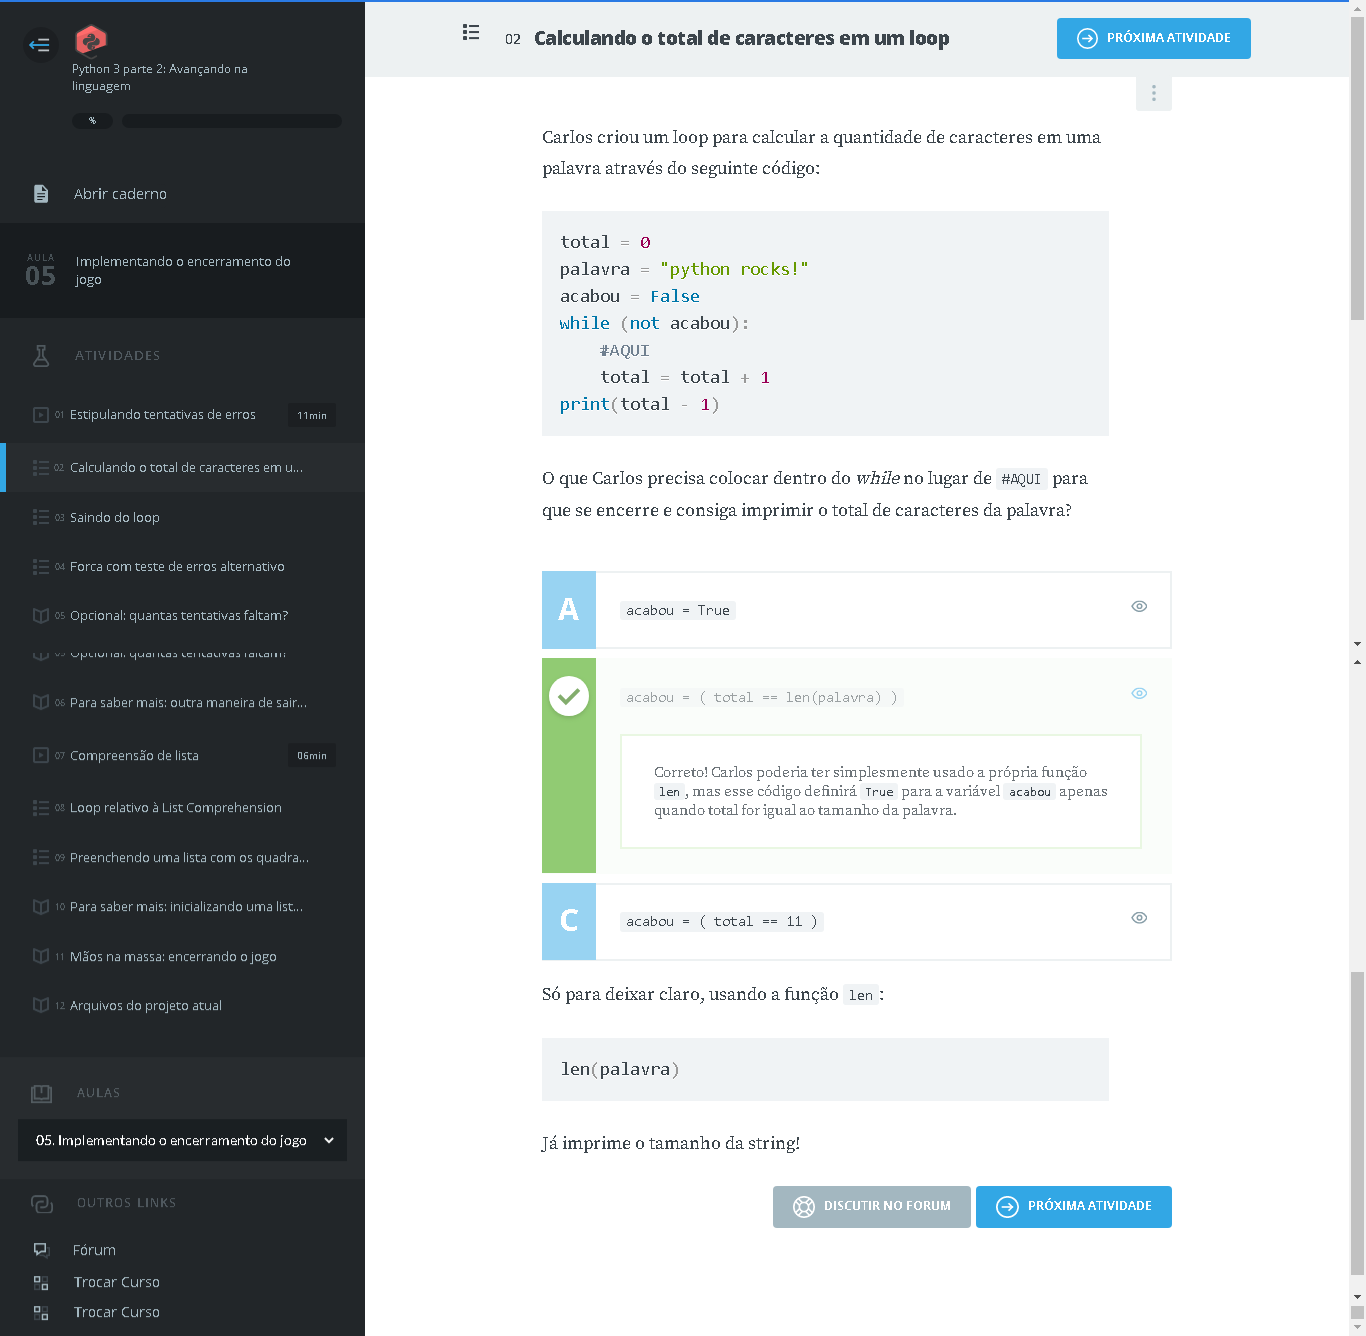 Python 3 parte 2: Avançando na
linguagem
%
Abrir caderno
AULA
05
Implementando o encerramento do
jogo
ATIVIDADES
01 Estipulando tentativas de erros 11min
02 Calculando o total de caracteres em u...
03 Saindo do loop
04 Forca com teste de erros alternativo
05 Opcional: quantas tentativas faltam?
05 Opcional: quantas tentativas faltam?
06 Para saber mais: outra maneira de sair...
07 Compreensão de lista 06min
08 Loop relativo à List Comprehension
09 Preenchendo uma lista com os quadra...
10 Para saber mais: inicializando uma list...
11 Mãos na massa: encerrando o jogo
12 Arquivos do projeto atual
AULAS
05. Implementando o encerramento do jogo
OUTROS LINKS
Fórum
Trocar Curso
Trocar Curso
02 Calculando o total de caracteres em um loop
PRÓXIMA ATIVIDADE
Carlos criou um loop para calcular a quantidade de caracteres em uma
palavra através do seguinte código:
total = 0
palavra = "python rocks!"
acabou = False
while (not acabou):
    #AQUI
    total = total + 1
print(total - 1)
O que Carlos precisa colocar dentro do while no lugar de #AQUI para
que se encerre e consiga imprimir o total de caracteres da palavra?
A acabou = True
acabou = ( total == len(palavra) )
Correto! Carlos poderia ter simplesmente usado a própria função
len, mas esse código definirá True para a variável acabou apenas
quando total for igual ao tamanho da palavra.
C acabou = ( total == 11 )
Só para deixar claro, usando a função len:
len(palavra)
Já imprime o tamanho da string!
DISCUTIR NO FORUM
PRÓXIMA ATIVIDADE